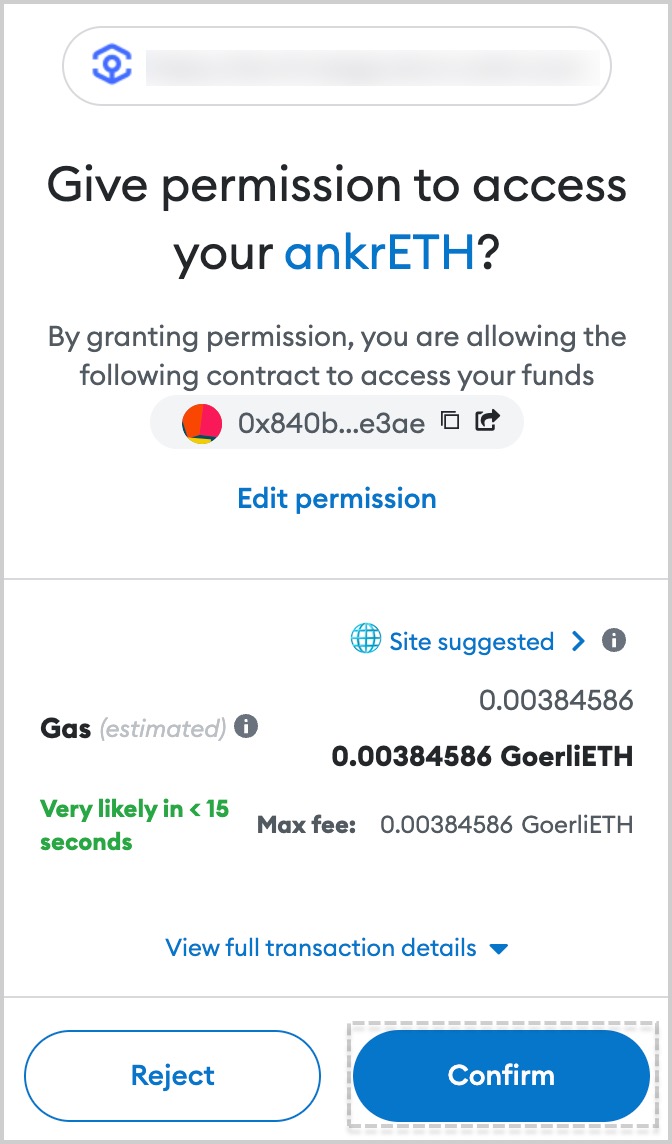 Give permission to access
your ankrETH?
By granting permission, you are allowing the
following contract to access your funds
0x840b...e3ae
Edit permission
Site suggested
0.00384586
Gas (estimated)
0.00384586 GoerliETH
Very likely in < 15
seconds
Max fee: 0.00384586 GoerliETH
View full transaction details
Reject
Confirm